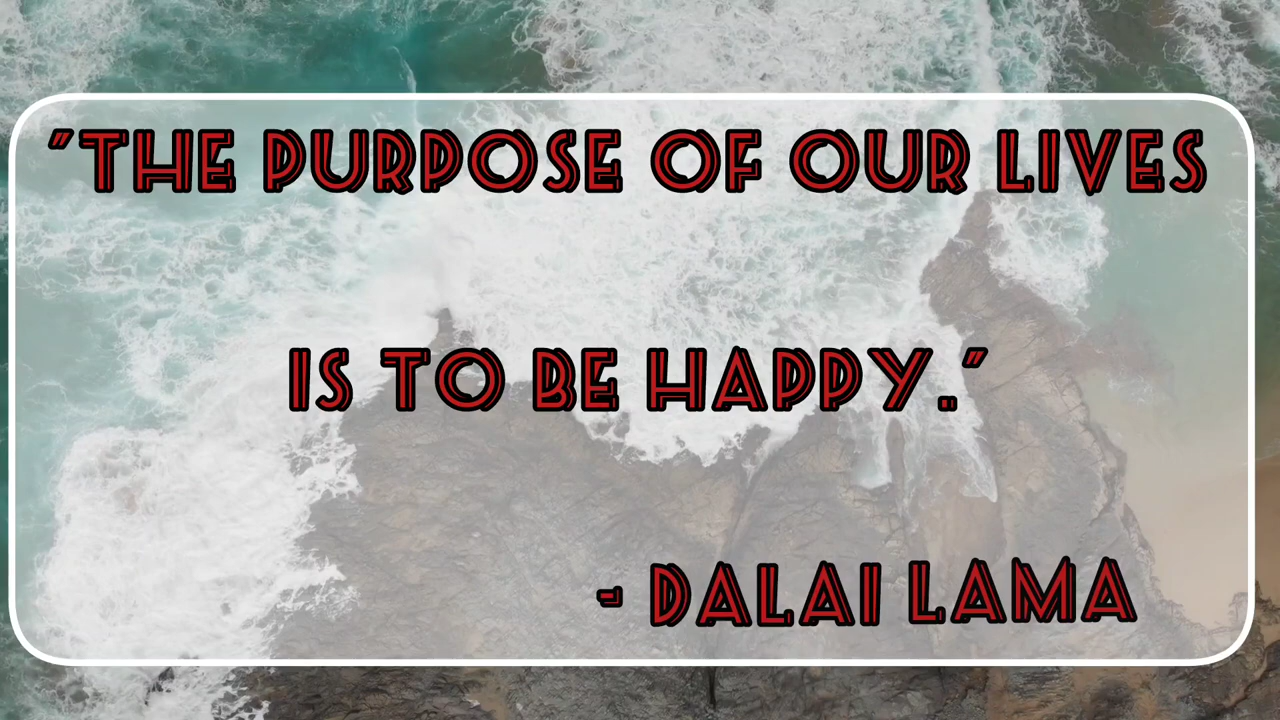 "THE PURPOSE OF OUR LIVES
IS TO BE HAPPY."
- DALAI LAMA